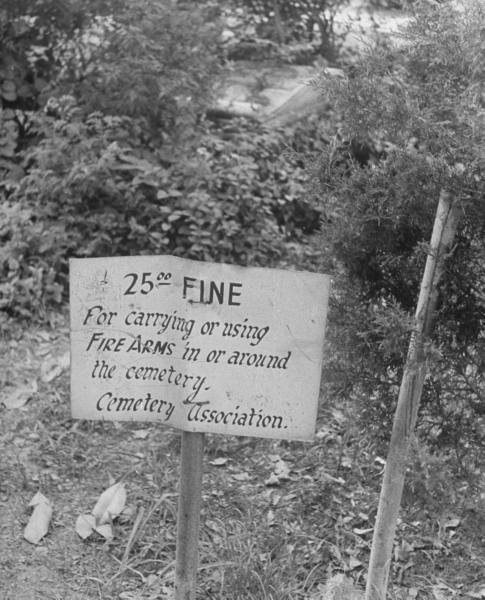 25.00 FINE
For carrying or using
FIRE ARMS in or around
the cemetery.
Cemetery Association.